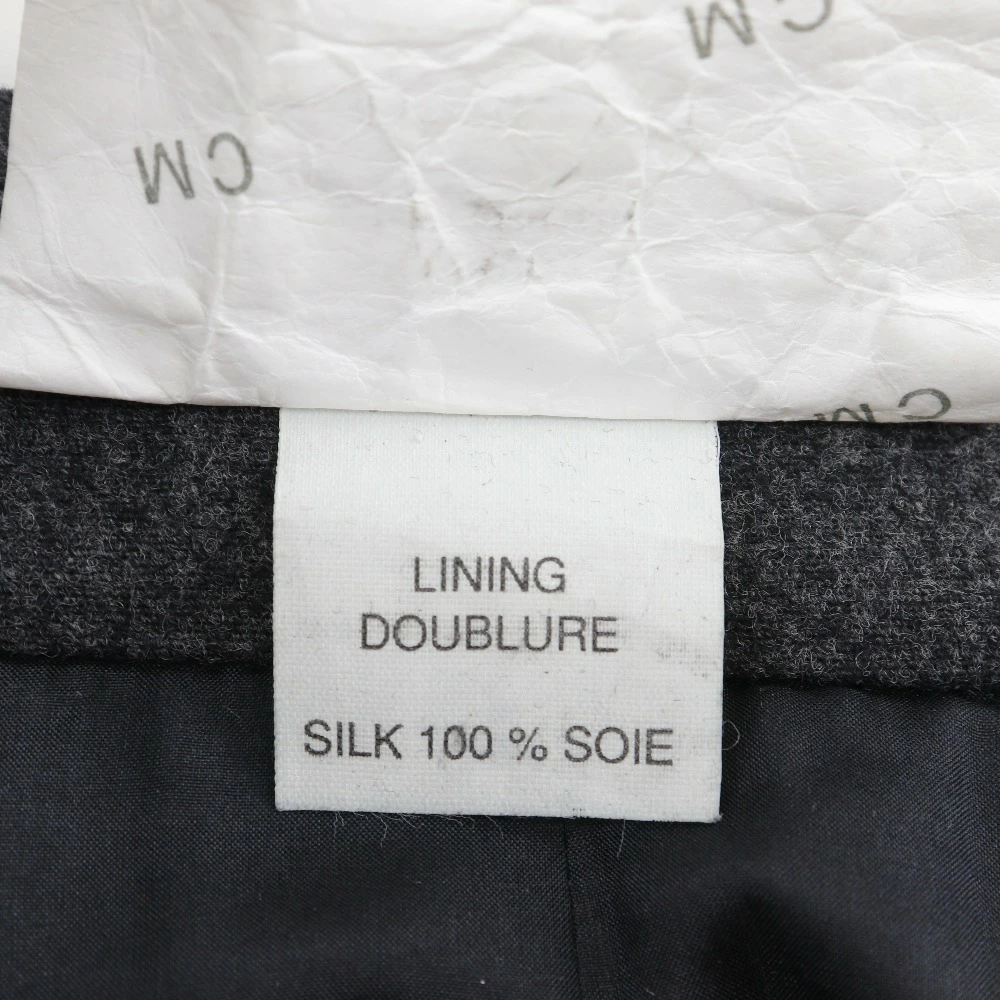 CM
CM
CM
LINING
DOUBLURE
SILK 100 % SOIE